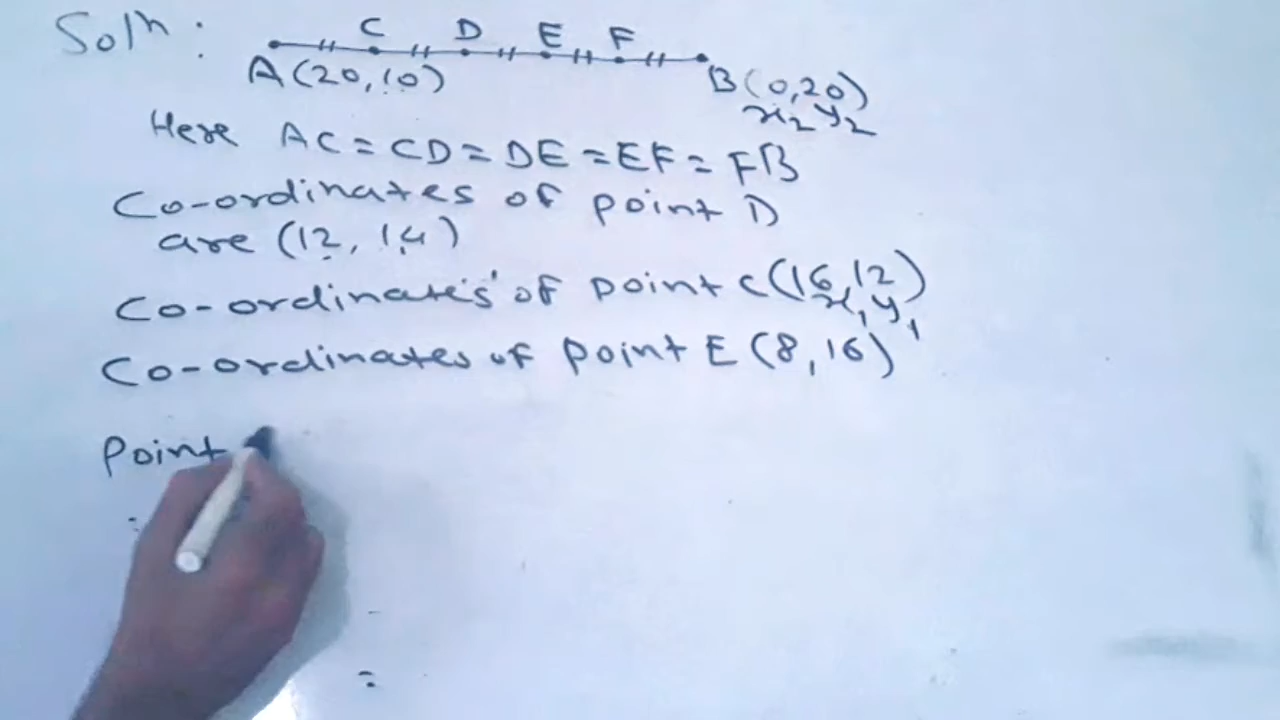 Solⁿ :
C D E F
A(20,10) B(0,20)
x₂ y₂
Here AC = CD = DE = EF = FB
Co-ordinates of point D
are (12, 14)
Co-ordinates of point C(16,12)
x₁ y₁
Co-ordinates of point E (8, 16)
Point
=